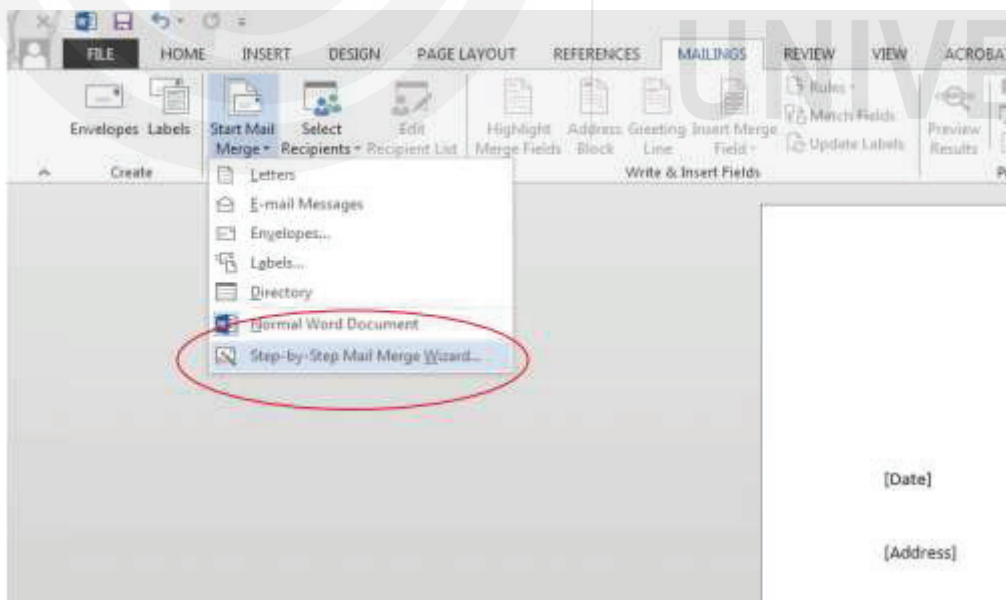 UNIVE
FILE HOME INSERT DESIGN PAGE LAYOUT REFERENCES MAILINGS REVIEW VIEW ACROBA
Envelopes Labels Start Mail Merge Select Recipients Edit Recipient List Highlight Merge Fields Address Block Greeting Line Insert Merge Field Rules Match Fields Update Labels Preview Results
Create Write & Insert Fields P
Letters
E-mail Messages
Envelopes...
Labels...
Directory
Normal Word Document
Step-by-Step Mail Merge Wizard...
[Date]
[Address]